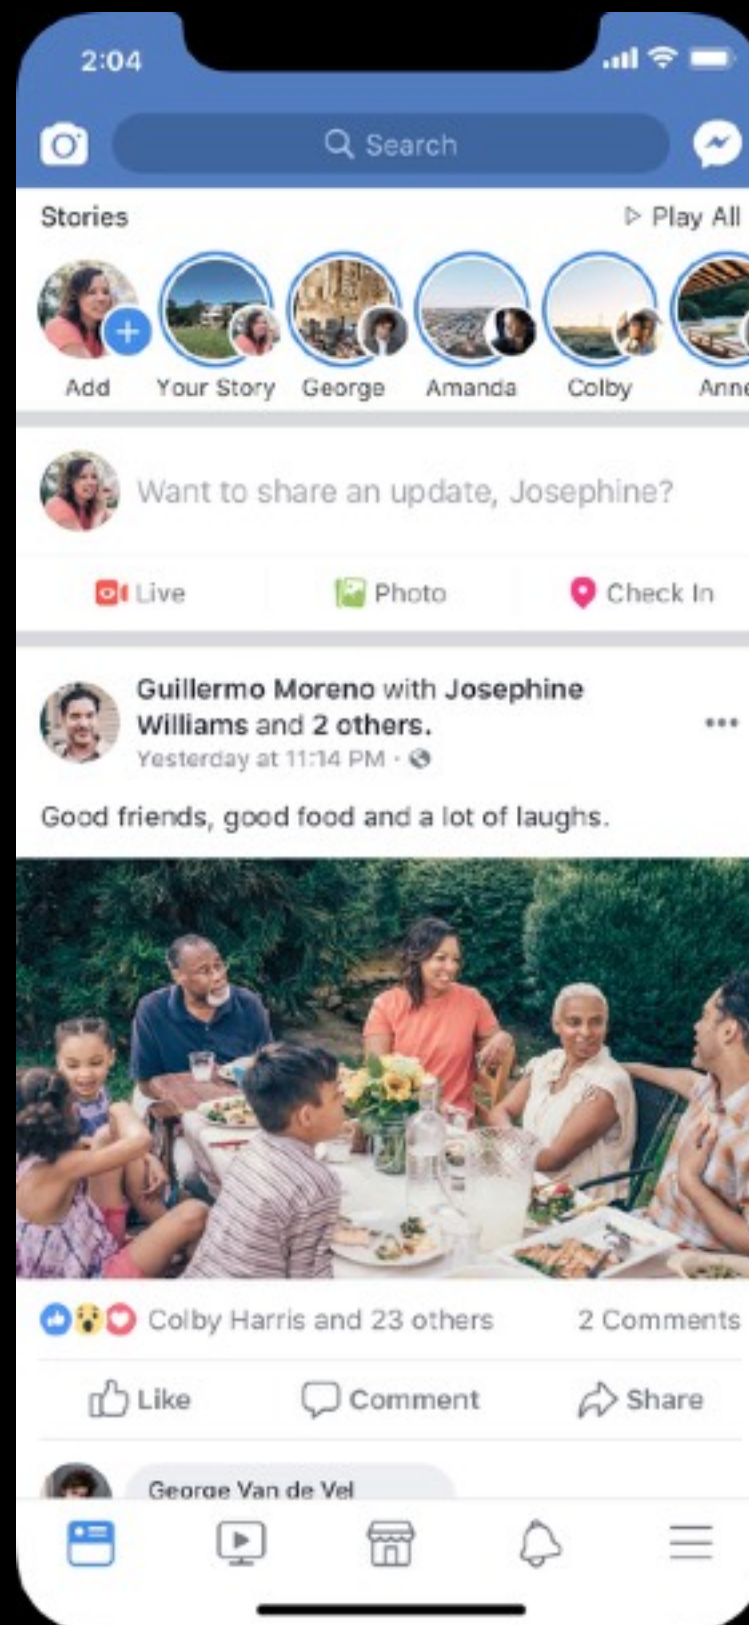 2:04
Search
Stories
Play All
Add
Your Story
George
Amanda
Colby
Anne
Want to share an update, Josephine?
Live
Photo
Check In
Guillermo Moreno with Josephine
Williams and 2 others.
Yesterday at 11:14 PM ·
Good friends, good food and a lot of laughs.
Colby Harris and 23 others
2 Comments
Like
Comment
Share
George Van de Vel